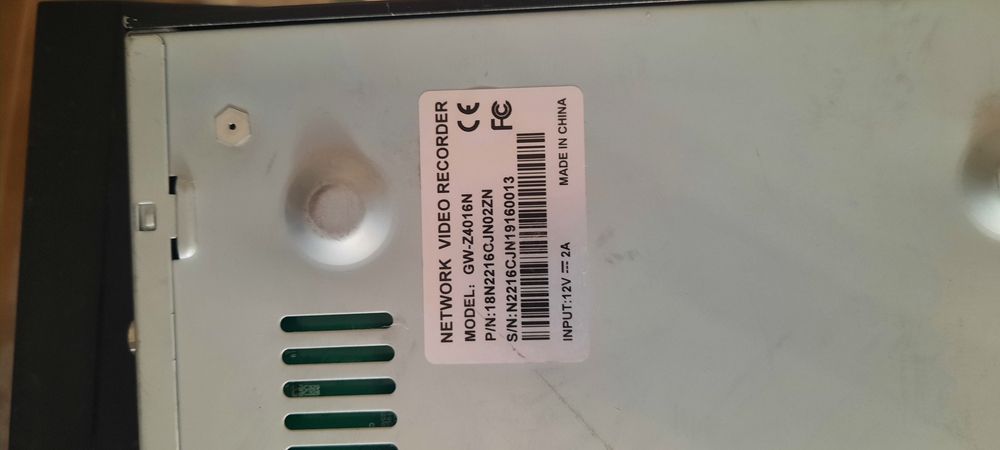 NETWORK VIDEO RECORDER
MODEL: GW-Z4016N
P/N:18N2216CJN02ZN
S/N:N2216CJN19160013
INPUT:12V ⎓ 2A
MADE IN CHINA
CE
FC